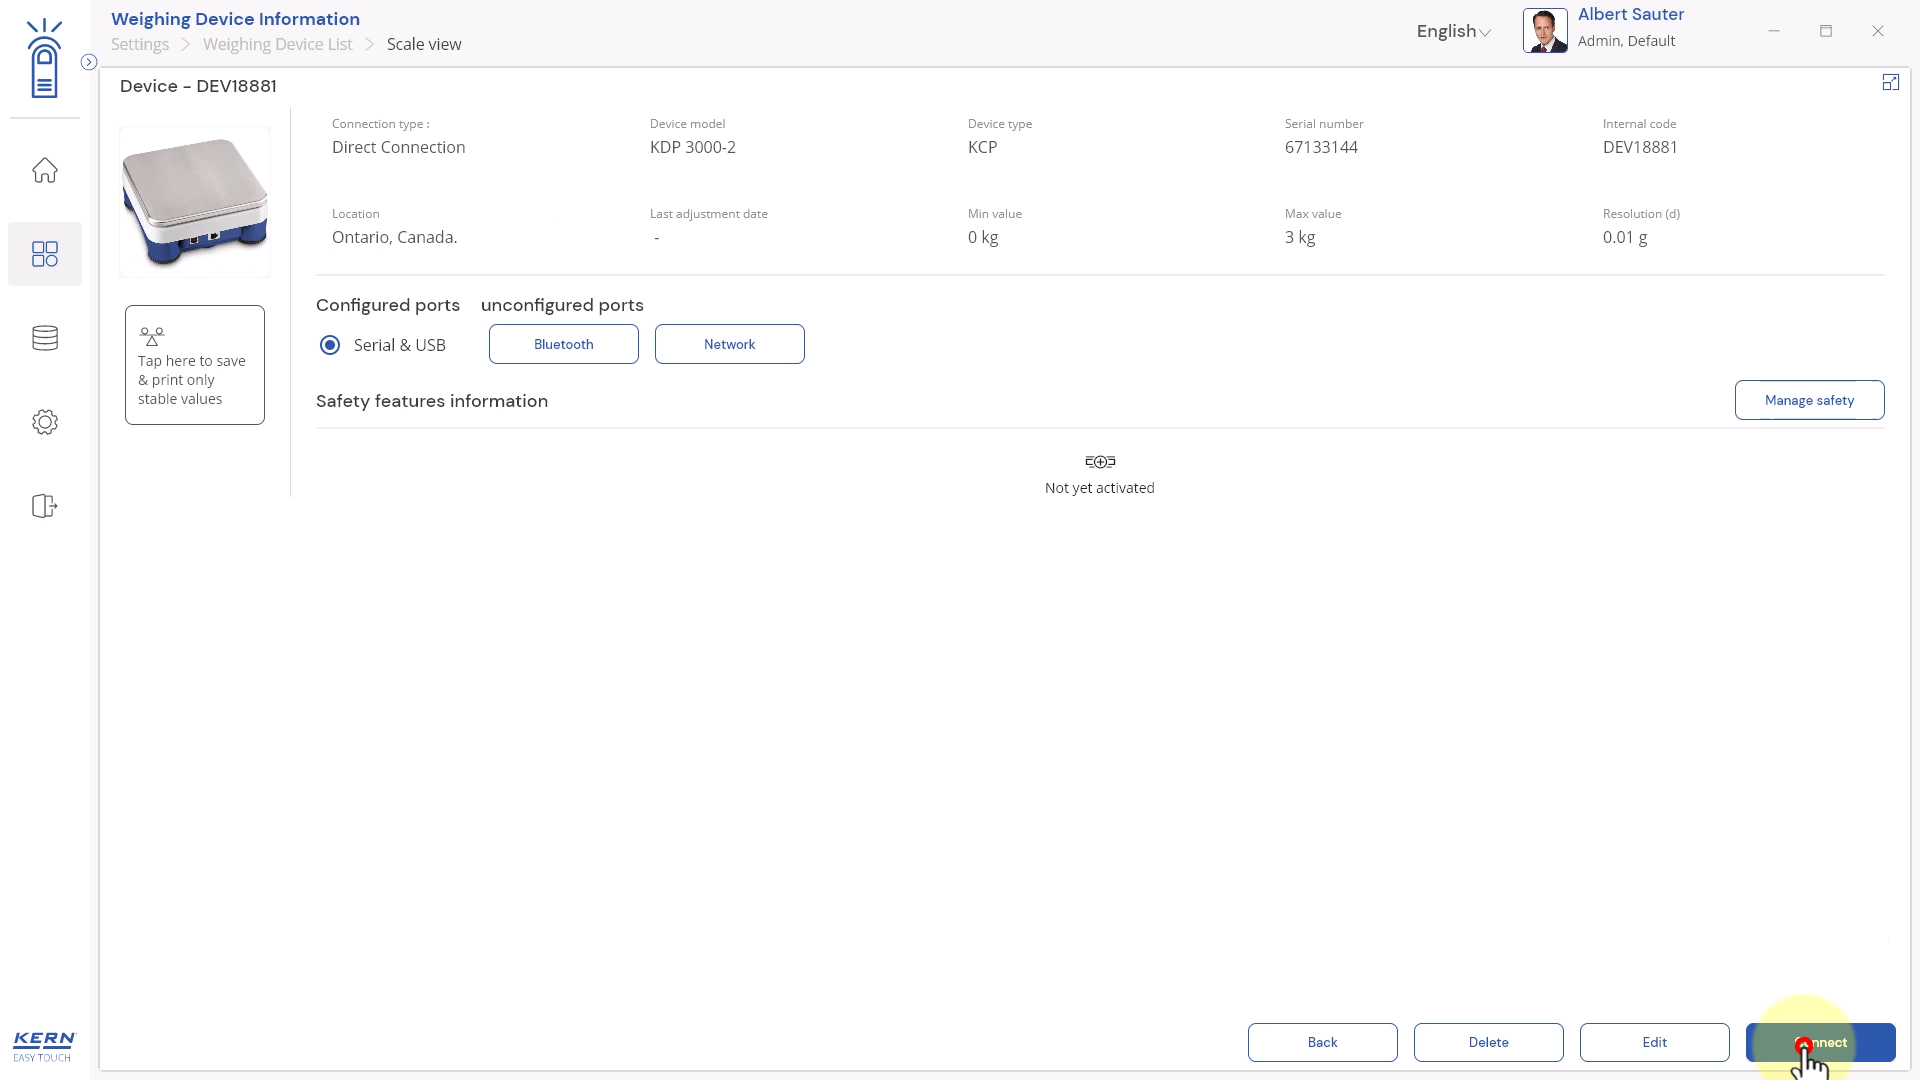 Weighing Device Information
Settings > Weighing Device List > Scale view
English
Albert Sauter
Admin, Default
Device - DEV18881
Connection type :
Direct Connection
Device model
KDP 3000-2
Device type
KCP
Serial number
67133144
Internal code
DEV18881
Location
Ontario, Canada.
Last adjustment date
-
Min value
0 kg
Max value
3 kg
Resolution (d)
0.01 g
Tap here to save
& print only
stable values
Configured ports
unconfigured ports
Serial & USB
Bluetooth
Network
Safety features information
Manage safety
Not yet activated
KERN
EASY TOUCH
Back
Delete
Edit
Connect